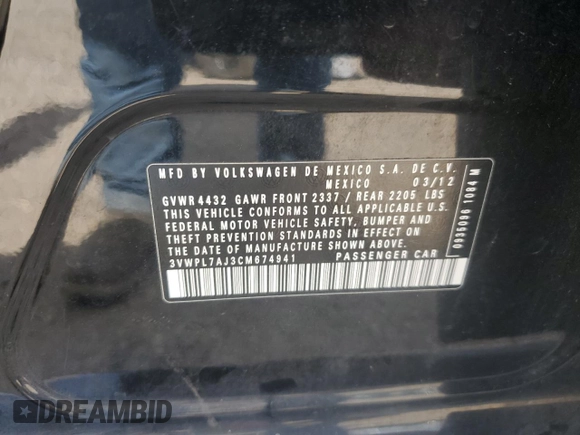 MFD BY VOLKSWAGEN DE MEXICO S.A. DE C.V.
MEXICO 03/12
GVWR 4432 GAWR FRONT 2337 / REAR 2205 LBS
THIS VEHICLE CONFORMS TO ALL APPLICABLE U.S.
FEDERAL MOTOR VEHICLE SAFETY, BUMPER AND
THEFT PREVENTION STANDARDS IN EFFECT ON
THE DATE OF MANUFACTURE SHOWN ABOVE.
3VWPL7AJ3CM674941 PASSENGER CAR
0935096 1084 M
DREAMBID